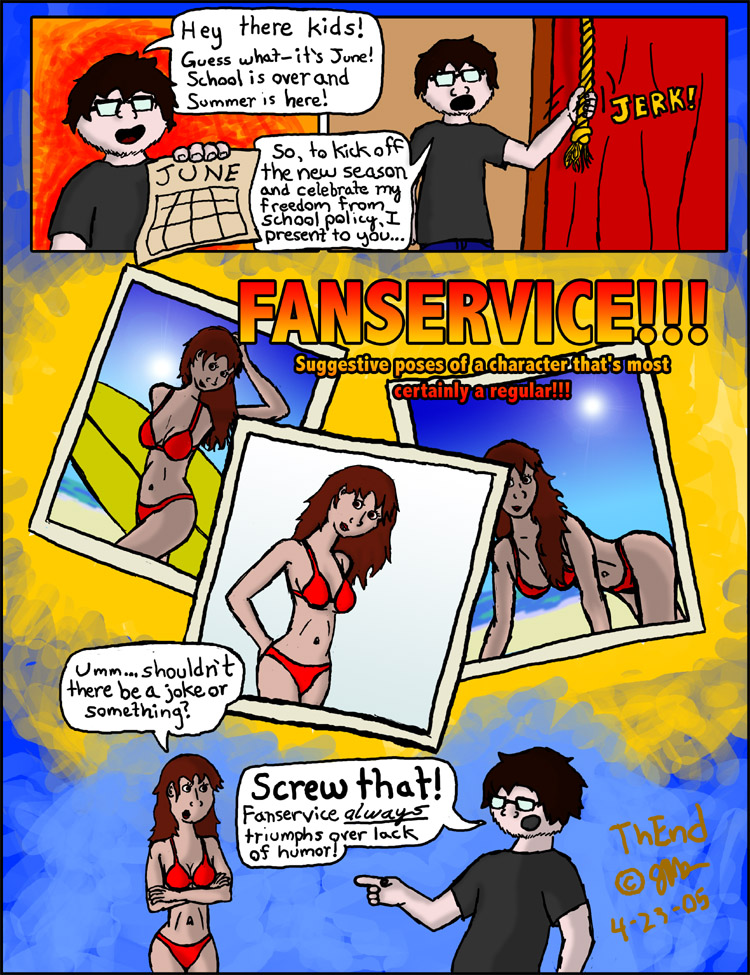 Hey there kids!
Guess what—it's June!
School is over and
Summer is here!
JUNE
So, to kick off
the new season
and celebrate my
freedom from
school policy, I
present to you...
JERK!
FANSERVICE!!!
Suggestive poses of a character that's most
certainly a regular!!!
Umm...shouldn't
there be a joke or
something?
Screw that!
Fanservice always
triumphs over lack
of humor!
ThEnd
©
4-23-05